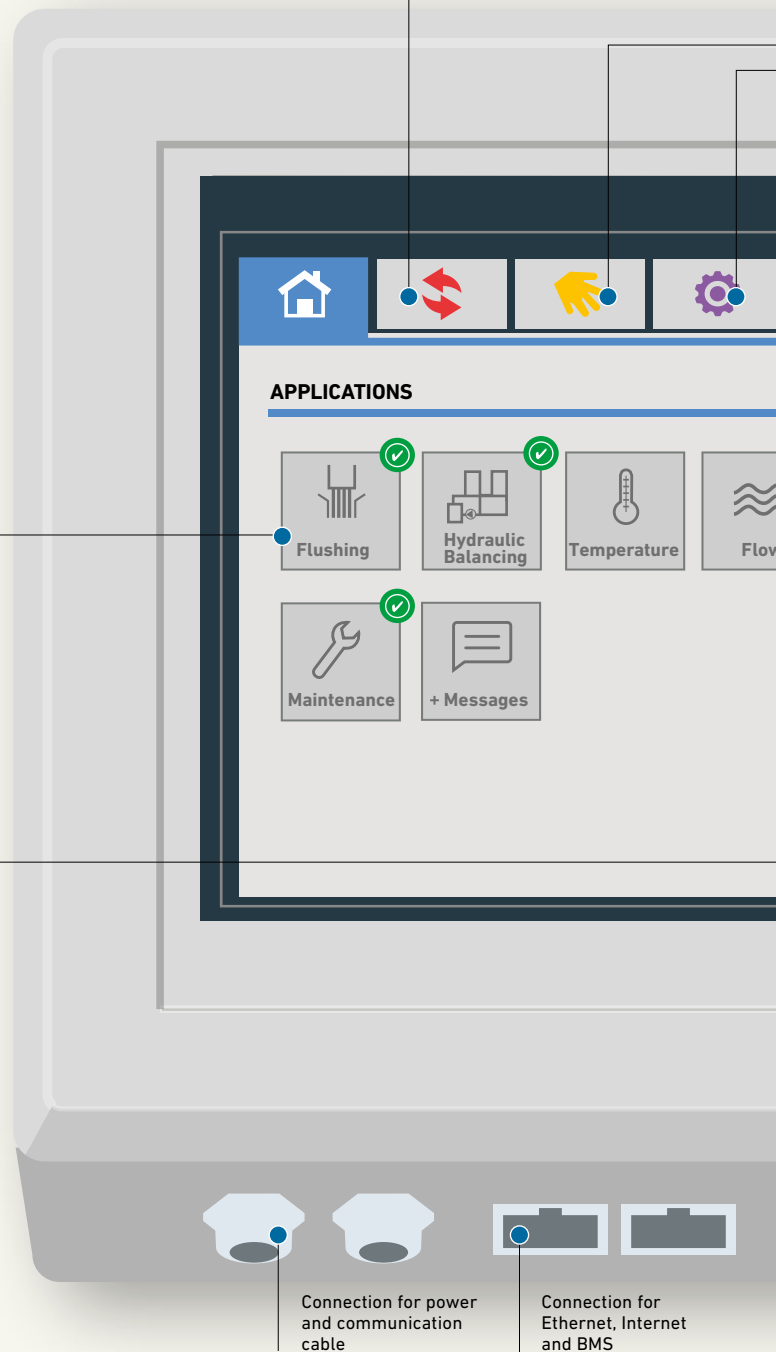 APPLICATIONS
Flushing
Hydraulic
Balancing
Temperature
Flow
Maintenance
+ Messages
Connection for power
and communication
cable
Connection for
Ethernet, Internet
and BMS